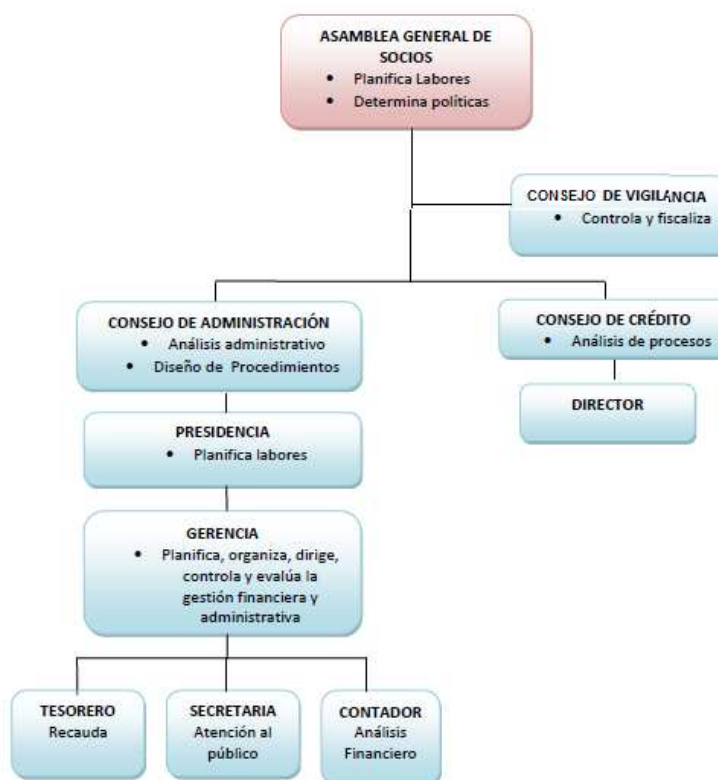 ASAMBLEA GENERAL DE
SOCIOS
• Planifica Labores
• Determina políticas
CONSEJO DE VIGILANCIA
• Controla y fiscaliza
CONSEJO DE ADMINISTRACIÓN
• Análisis administrativo
• Diseño de Procedimientos
CONSEJO DE CRÉDITO
• Análisis de procesos
DIRECTOR
PRESIDENCIA
• Planifica labores
GERENCIA
• Planifica, organiza, dirige,
controla y evalúa la
gestión financiera y
administrativa
TESORERO
Recauda
SECRETARIA
Atención al
público
CONTADOR
Análisis
Financiero